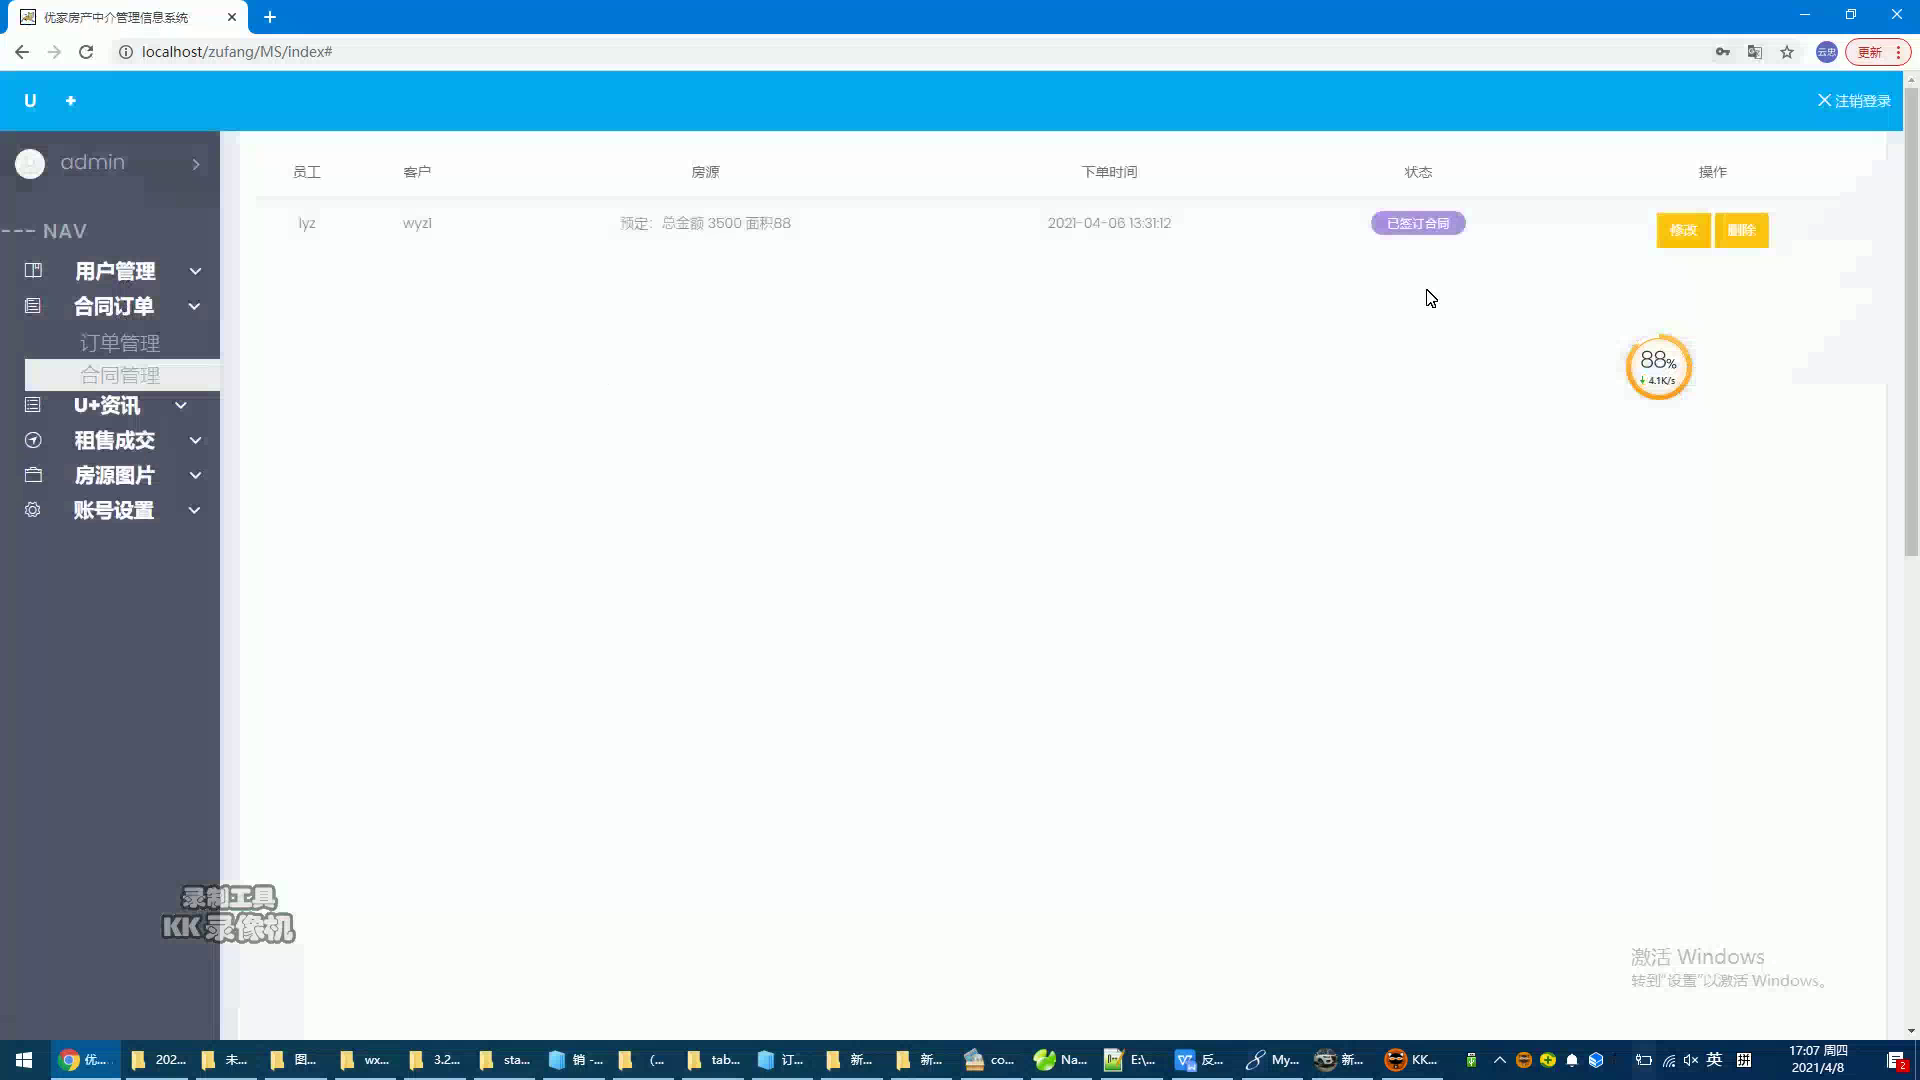 优家房产中介管理信息系统
localhost/zufang/MS/index#
云忠
更新
U +
注销登录
admin
--- NAV
用户管理
合同订单
订单管理
合同管理
U+资讯
租售成交
房源图片
账号设置
员工 客户 房源 下单时间 状态 操作
lyz wyz1 预定：总金额 3500 面积88 2021-04-06 13:31:12 已签订合同 修改 删除
88%
4.1K/s
录制工具
KK 录像机
激活 Windows
转到“设置”以激活 Windows。
优... 202... 未... 图... wx... 3.2... sta... 销 -... (... tab... 订... 新... 新... co... Na... E:\... 反... My... 新... KK... 英 拼 17:07 周四
2021/4/8
2